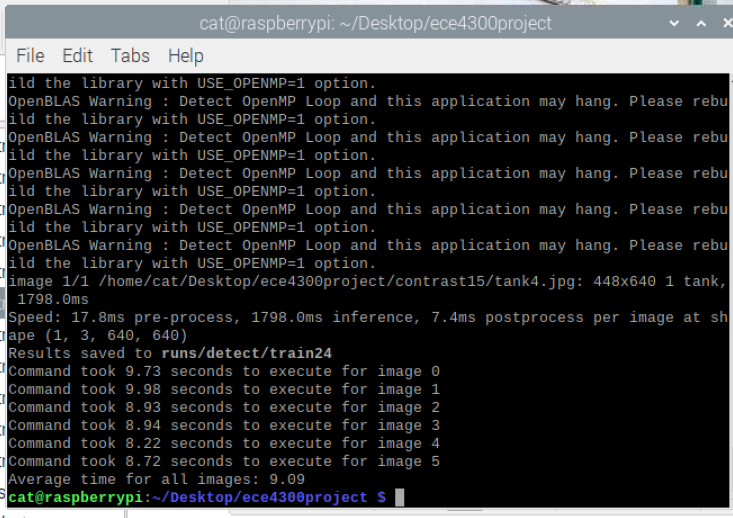 cat@raspberrypi: ~/Desktop/ece4300project
File Edit Tabs Help
ild the library with USE_OPENMP=1 option.
OpenBLAS Warning : Detect OpenMP Loop and this application may hang. Please rebu
ild the library with USE_OPENMP=1 option.
OpenBLAS Warning : Detect OpenMP Loop and this application may hang. Please rebu
ild the library with USE_OPENMP=1 option.
OpenBLAS Warning : Detect OpenMP Loop and this application may hang. Please rebu
ild the library with USE_OPENMP=1 option.
OpenBLAS Warning : Detect OpenMP Loop and this application may hang. Please rebu
ild the library with USE_OPENMP=1 option.
OpenBLAS Warning : Detect OpenMP Loop and this application may hang. Please rebu
ild the library with USE_OPENMP=1 option.
image 1/1 /home/cat/Desktop/ece4300project/contrast15/tank4.jpg: 448x640 1 tank,
1798.0ms
Speed: 17.8ms pre-process, 1798.0ms inference, 7.4ms postprocess per image at sh
ape (1, 3, 640, 640)
Results saved to runs/detect/train24
Command took 9.73 seconds to execute for image 0
Command took 9.98 seconds to execute for image 1
Command took 8.93 seconds to execute for image 2
Command took 8.94 seconds to execute for image 3
Command took 8.22 seconds to execute for image 4
Command took 8.72 seconds to execute for image 5
Average time for all images: 9.09
cat@raspberrypi:~/Desktop/ece4300project $